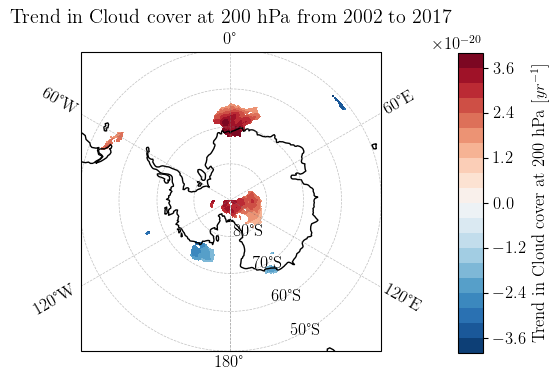 Trend in Cloud cover at 200 hPa from 2002 to 2017
0°
×10⁻²⁰
60°W
60°E
3.6
2.4
1.2
0.0
−1.2
−2.4
−3.6
Trend in Cloud cover at 200 hPa [yr⁻¹]
80°S
70°S
60°S
50°S
120°W
120°E
180°